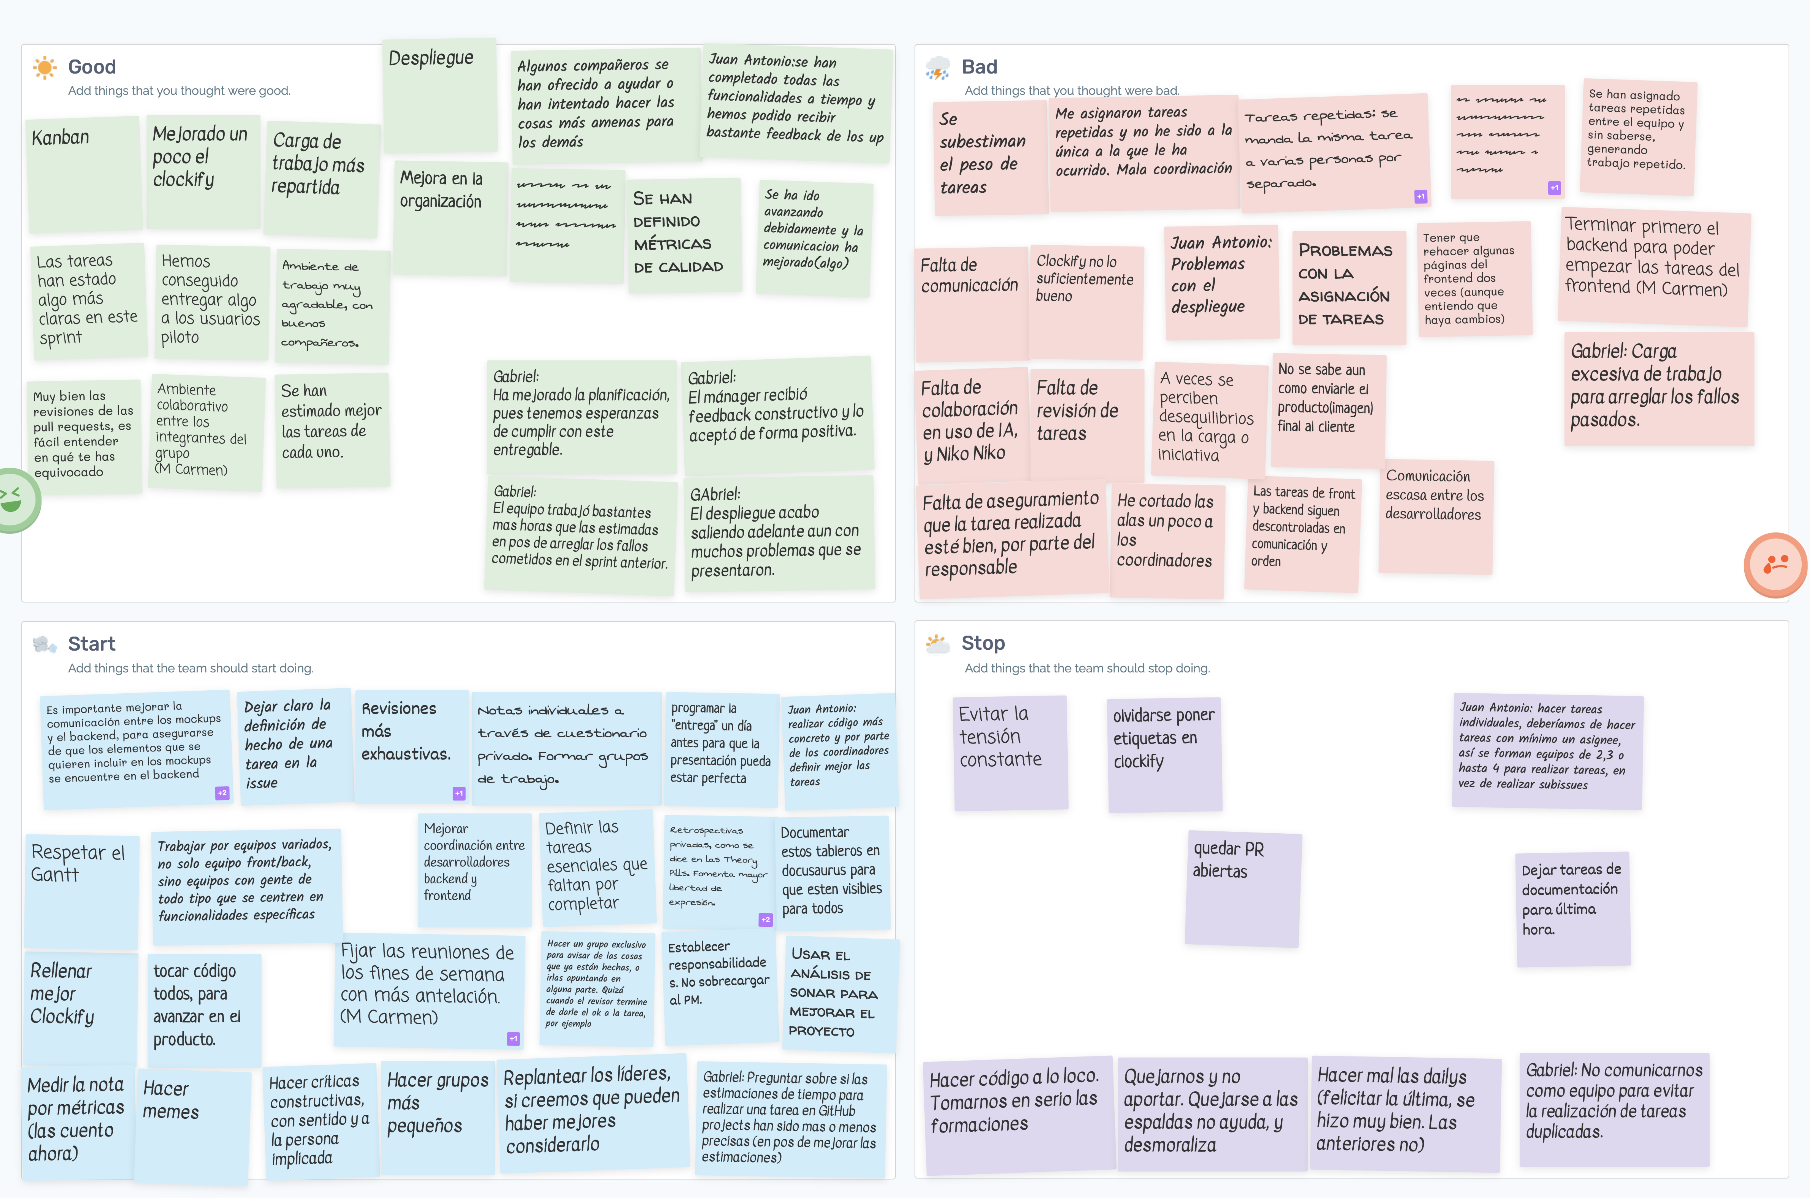 Good
Add things that you thought were good.
Despliegue
Algunos compañeros se
han ofrecido a ayudar o
han intentado hacer las
cosas más amenas para
los demás
Juan Antonio:se han
completado todas las
funcionalidades a tiempo y
hemos podido recibir
bastante feedback de los up
Kanban
Mejorado un
poco el
clockify
Carga de
trabajo más
repartida
Mejora en la
organización
SE HAN
DEFINIDO
MÉTRICAS
DE CALIDAD
Se ha ido
avanzando
debidamente y la
comunicacion ha
mejorado(algo)
Las tareas
han estado
algo más
claras en este
sprint
Hemos
conseguido
entregar algo
a los usuarios
piloto
Ambiente de
trabajo muy
agradable, con
buenos
compañeros.
Muy bien las
revisiones de las
pull requests, es
fácil entender
en qué te has
equivocado
Ambiente
colaborativo
entre los
integrantes del
grupo
(M Carmen)
Se han
estimado mejor
las tareas de
cada uno.
Gabriel:
Ha mejorado la planificación,
pues tenemos esperanzas
de cumplir con este
entregable.
Gabriel:
El mánager recibió
feedback constructivo y lo
aceptó de forma positiva.
Gabriel:
El equipo trabajó bastantes
mas horas que las estimadas
en pos de arreglar los fallos
cometidos en el sprint anterior.
GAbriel:
El despliegue acabo
saliendo adelante aun con
muchos problemas que se
presentaron.
Bad
Add things that you thought were bad.
Se
subestiman
el peso de
tareas
Me asignaron tareas
repetidas y no he sido a la
única a la que le ha
ocurrido. Mala coordinación
Tareas repetidas: se
manda la misma tarea
a varias personas por
separado.
+1
+1
Se han asignado
tareas repetidas
entre el equipo y
sin saberse,
generando
trabajo repetido.
Falta de
comunicación
Clockify no lo
suficientemente
bueno
Juan Antonio:
Problemas
con el
despliegue
PROBLEMAS
CON LA
ASIGNACIÓN
DE TAREAS
Tener que
rehacer algunas
páginas del
frontend dos
veces (aunque
entiendo que
haya cambios)
Terminar primero el
backend para poder
empezar las tareas del
frontend (M Carmen)
Falta de
colaboración
en uso de IA,
y Niko Niko
Falta de
revisión de
tareas
A veces se
perciben
desequilibrios
en la carga o
iniciativa
No se sabe aun
como enviarle el
producto(imagen)
final al cliente
Gabriel: Carga
excesiva de trabajo
para arreglar los fallos
pasados.
Falta de aseguramiento
que la tarea realizada
esté bien, por parte del
responsable
He cortado las
alas un poco a
los
coordinadores
Las tareas de front
y backend siguen
descontroladas en
comunicación y
orden
Comunicación
escasa entre los
desarrolladores
Start
Add things that the team should start doing.
Es importante mejorar la
comunicación entre los mockups
y el backend, para asegurarse
de que los elementos que se
quieren incluir en los mockups
se encuentre en el backend
+2
Dejar claro la
definición de
hecho de una
tarea en la
issue
Revisiones
más
exhaustivas.
+1
Notas individuales a
través de cuestionario
privado. Formar grupos
de trabajo.
programar la
"entrega" un día
antes para que la
presentación pueda
estar perfecta
Juan Antonio:
realizar código más
concreto y por parte
de los coordinadores
definir mejor las
tareas
Respetar el
Gantt
Trabajar por equipos variados,
no solo equipo front/back,
sino equipos con gente de
todo tipo que se centren en
funcionalidades específicas
Mejorar
coordinación entre
desarrolladores
backend y
frontend
Definir las
tareas
esenciales que
faltan por
completar
Retrospectivas
privadas, como se
dice en las Theory
Pills. Fomenta mayor
libertad de
expresión.
+2
Documentar
estos tableros en
docusaurus para
que esten visibles
para todos
Rellenar
mejor
Clockify
tocar código
todos, para
avanzar en el
producto.
Fijar las reuniones de
los fines de semana
con más antelación.
(M Carmen)
+1
Hacer un grupo exclusivo
para avisar de las cosas
que ya están hechas, o
irlas apuntando en
alguna parte. Quizá
cuando el revisor termine
de darle el ok a la tarea,
por ejemplo
Establecer
responsabilidade
s. No sobrecargar
al PM.
USAR EL
ANÁLISIS DE
SONAR PARA
MEJORAR EL
PROYECTO
Medir la nota
por métricas
(las cuento
ahora)
Hacer
memes
Hacer críticas
constructivas,
con sentido y a
la persona
implicada
Hacer grupos
más
pequeños
Replantear los líderes,
si creemos que pueden
haber mejores
considerarlo
Gabriel: Preguntar sobre si las
estimaciones de tiempo para
realizar una tarea en GitHub
projects han sido mas o menos
precisas (en pos de mejorar las
estimaciones)
Stop
Add things that the team should stop doing.
Evitar la
tensión
constante
olvidarse poner
etiquetas en
clockify
Juan Antonio: hacer tareas
individuales, deberíamos de hacer
tareas con mínimo un asignee,
así se forman equipos de 2,3 o
hasta 4 para realizar tareas, en
vez de realizar subissues
quedar PR
abiertas
Dejar tareas de
documentación
para última
hora.
Hacer código a lo loco.
Tomarnos en serio las
formaciones
Quejarnos y no
aportar. Quejarse a las
espaldas no ayuda, y
desmoraliza
Hacer mal las dailys
(felicitar la última, se
hizo muy bien. Las
anteriores no)
Gabriel: No comunicarnos
como equipo para evitar
la realización de tareas
duplicadas.